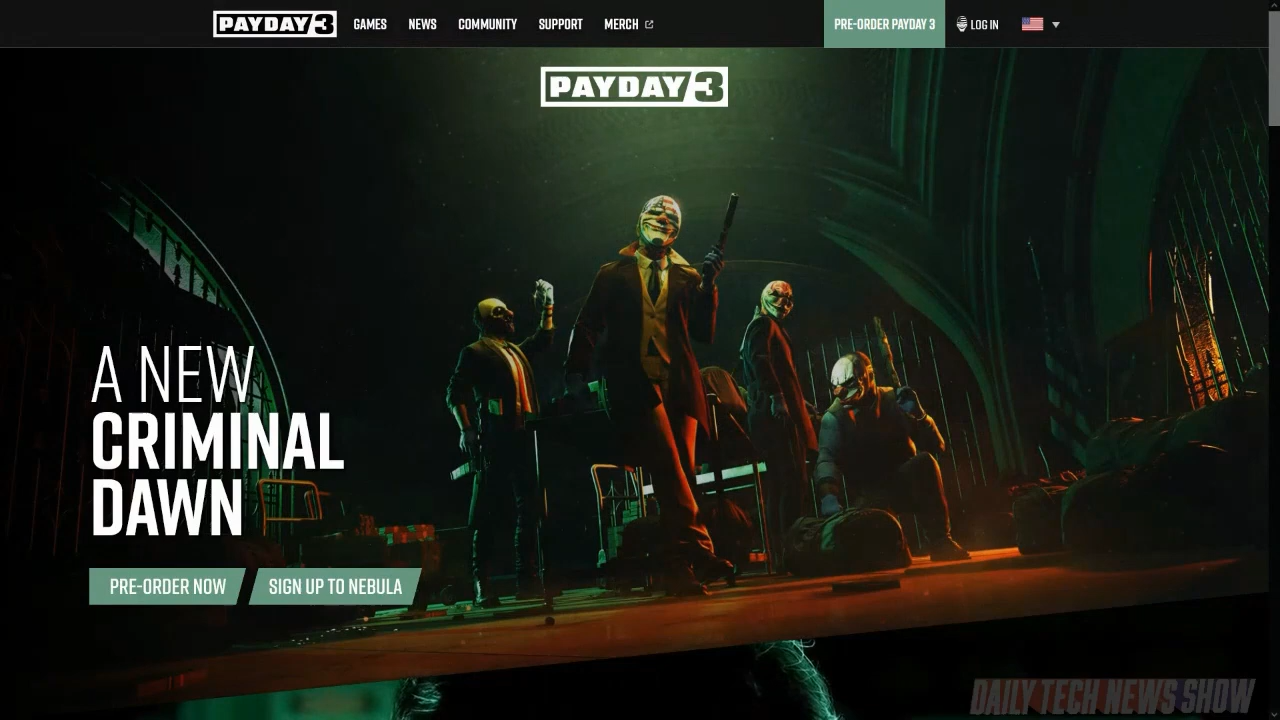 PAYDAY 3
GAMES
NEWS
COMMUNITY
SUPPORT
MERCH
PRE-ORDER PAYDAY 3
LOG IN
PAYDAY 3
A NEW
CRIMINAL
DAWN
PRE-ORDER NOW
SIGN UP TO NEBULA
DAILY TECH NEWS SHOW